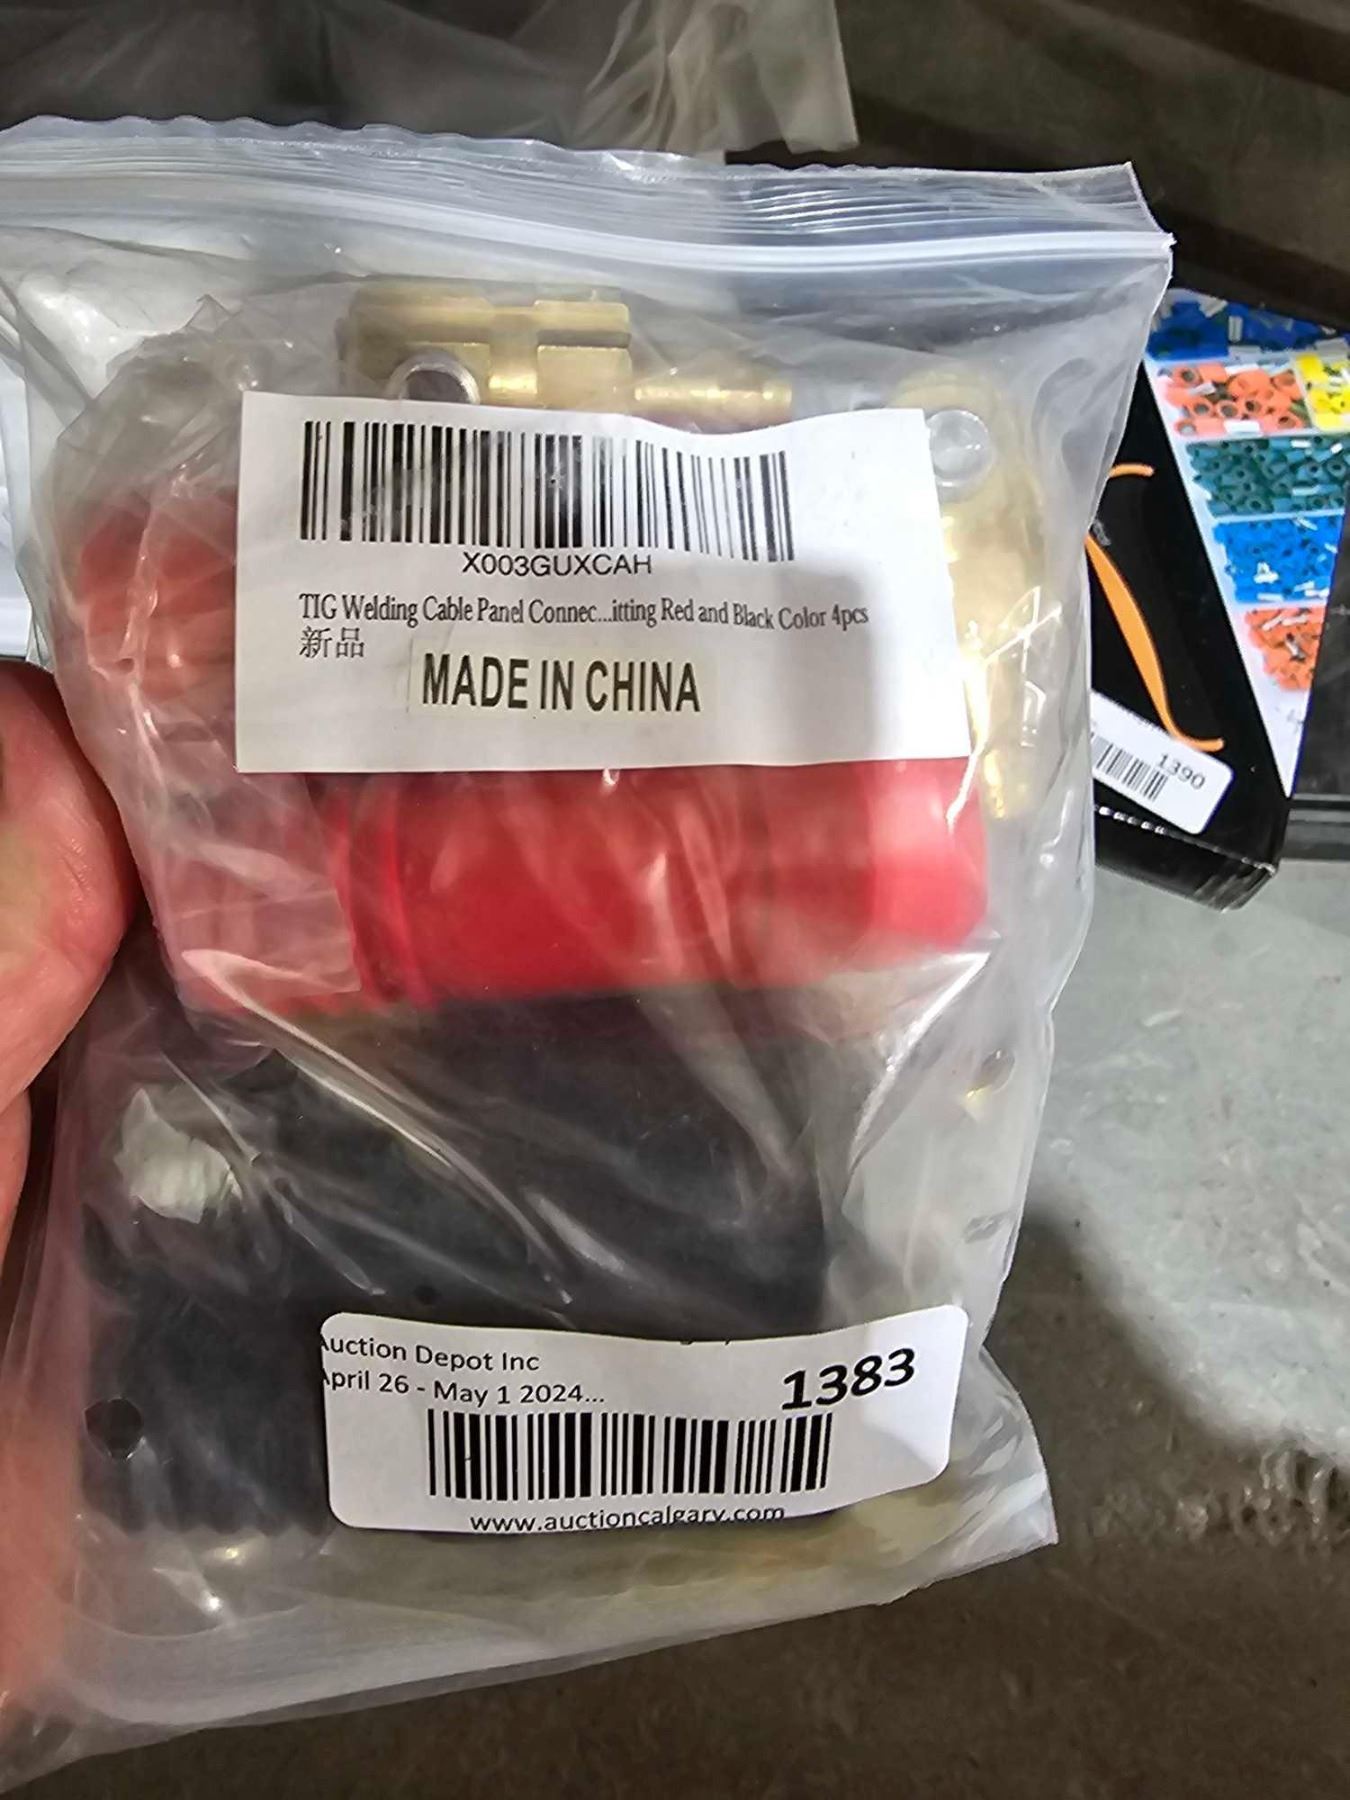 X003GUXCAH
TIG Welding Cable Panel Connec...itting Red and Black Color 4pcs
新品
MADE IN CHINA
1390
Auction Depot Inc
April 26 - May 1 2024...
1383
www.auctioncalgary.com